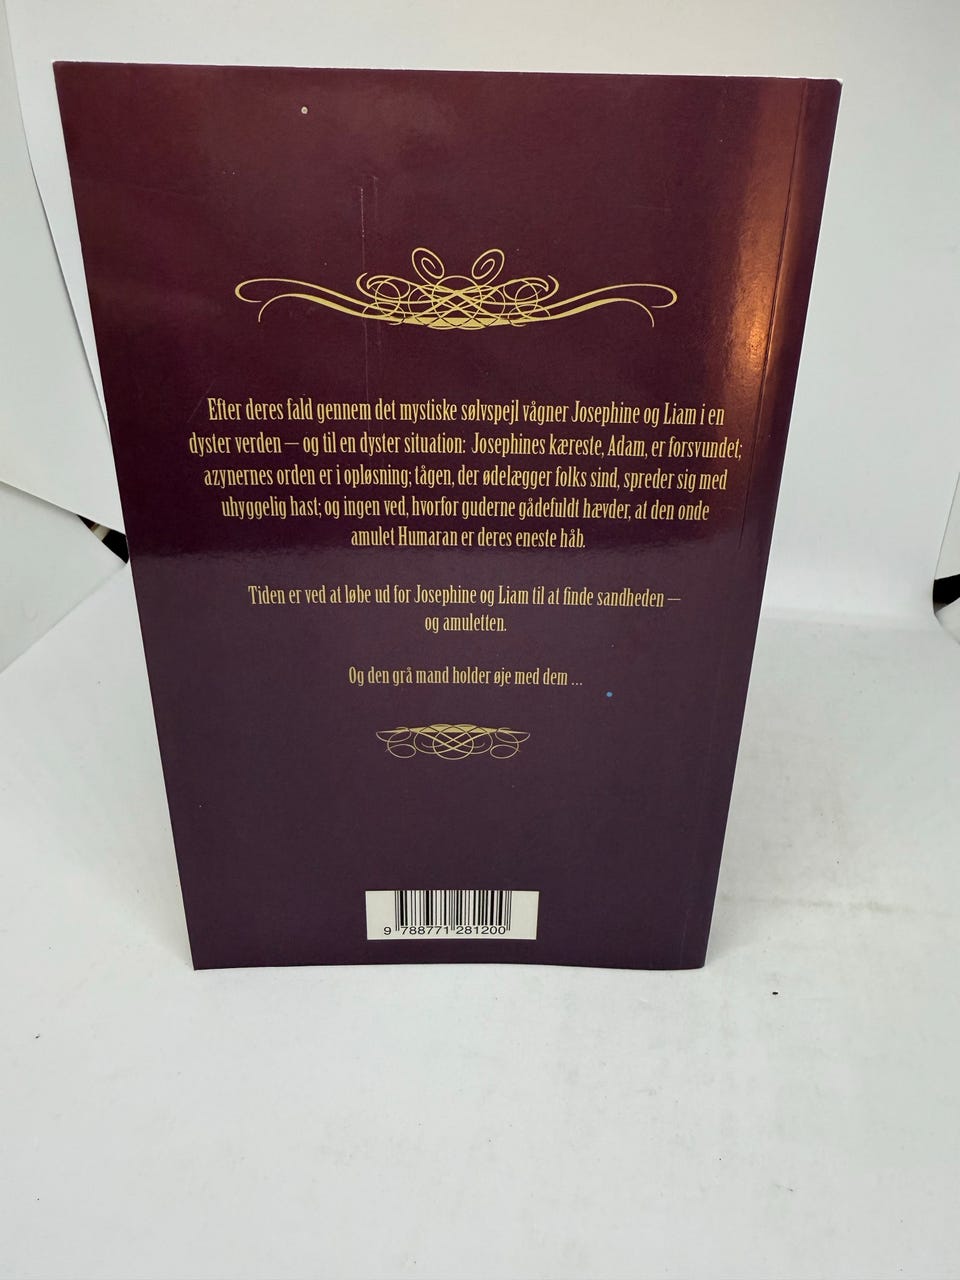 Efter deres fald gennem det mystiske sølvspejl vågner Josephine og Liam i en
dyster verden – og til en dyster situation: Josephines kæreste, Adam, er forsvundet;
azynernes orden er i opløsning; tågen, der ødelægger folks sind, spreder sig med
uhyggelig hast; og ingen ved, hvorfor guderne gådefuldt hævder, at den onde
amulet Humaran er deres eneste håb.
Tiden er ved at løbe ud for Josephine og Liam til at finde sandheden –
og amuletten.
Og den grå mand holder øje med dem ...
9 788771 281200